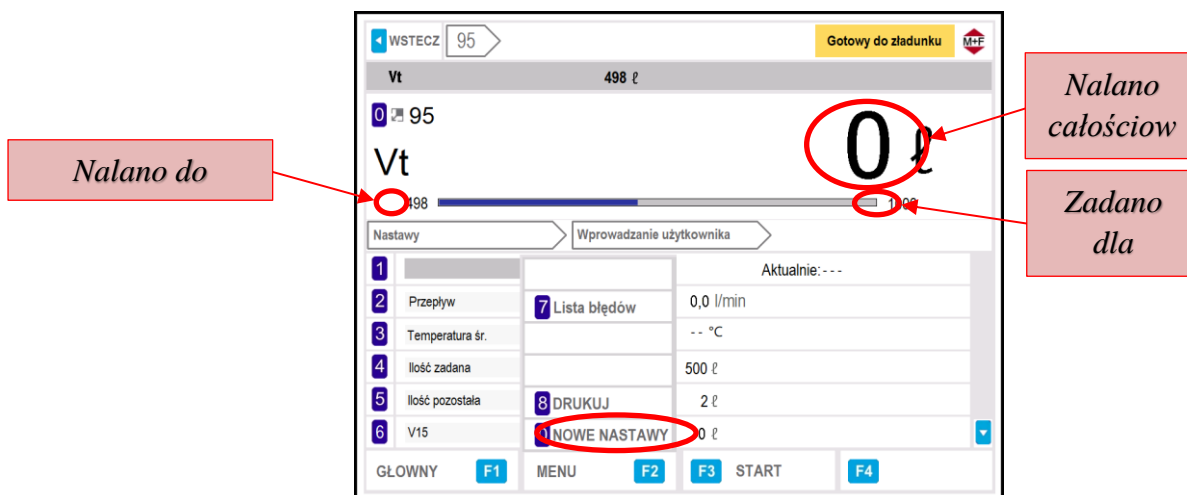 WSTECZ 95 Gotowy do zładunku M+F
Vt 498 ℓ
0 95
0 ℓ
Vt
498
Nastawy Wprowadzanie użytkownika
1 Aktualnie:- - -
2 Przepływ 7 Lista błędów 0,0 l/min
3 Temperatura śr. - - °C
4 Ilość zadana 500 ℓ
5 Ilość pozostała 8 DRUKUJ 2 ℓ
6 V15 NOWE NASTAWY 0 ℓ
GŁOWNY F1 MENU F2 F3 START F4
Nalano do
Nalano
całościow
Zadano
dla